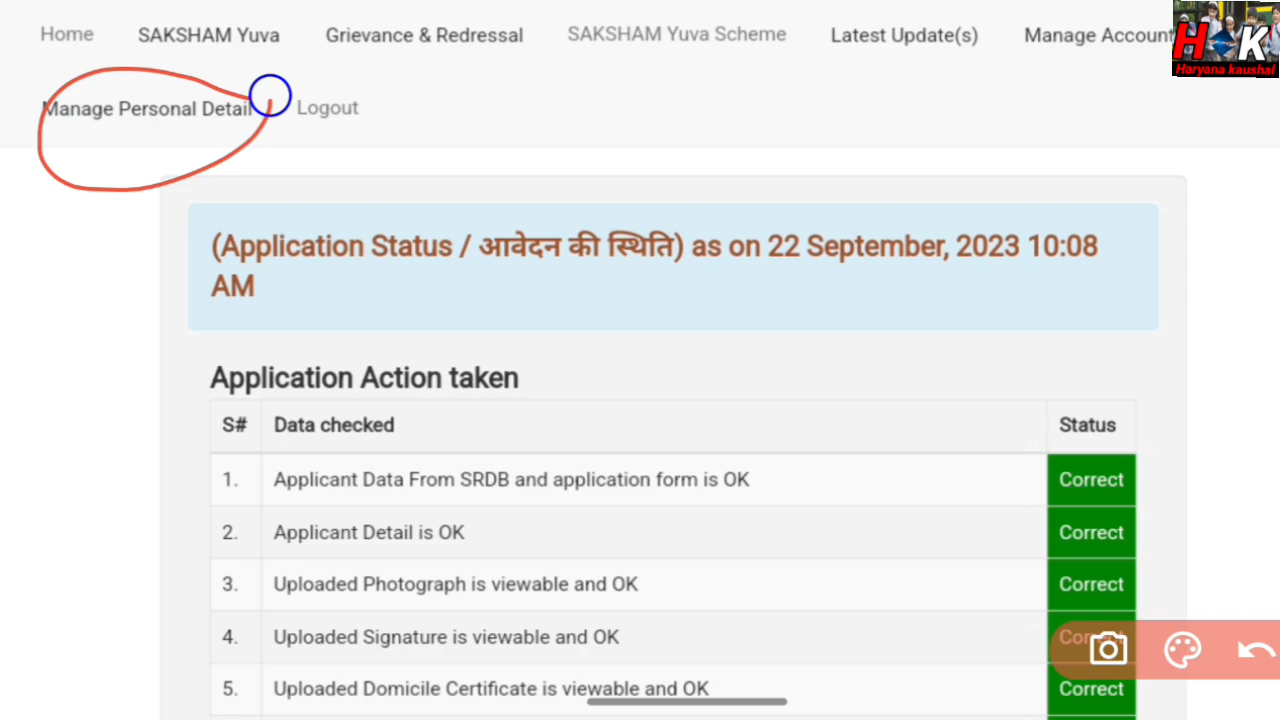 Home SAKSHAM Yuva Grievance & Redressal SAKSHAM Yuva Scheme Latest Update(s) Manage Account
HK
Haryana kaushal
Manage Personal Detail Logout
(Application Status / आवेदन की स्थिति) as on 22 September, 2023 10:08
AM
Application Action taken
S# Data checked Status
1. Applicant Data From SRDB and application form is OK Correct
2. Applicant Detail is OK Correct
3. Uploaded Photograph is viewable and OK Correct
4. Uploaded Signature is viewable and OK Correct
5. Uploaded Domicile Certificate is viewable and OK Correct